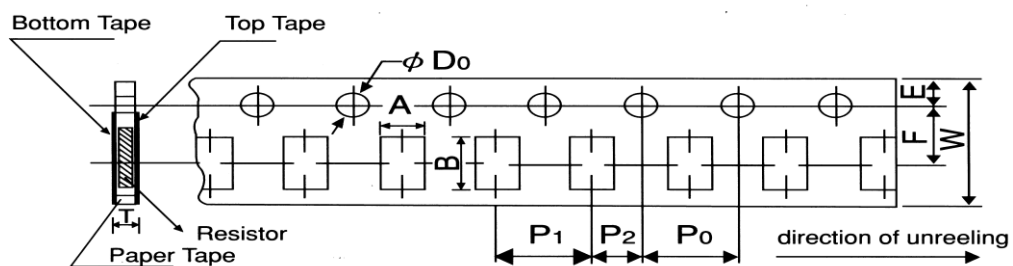 Bottom Tape
Top Tape
ϕ D0
A
E
B
F
W
T
Resistor
Paper Tape
P1
P2
P0
direction of unreeling